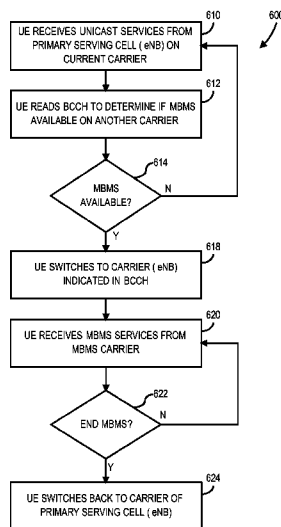 600
610
UE RECEIVES UNICAST SERVICES FROM
PRIMARY SERVING CELL ( eNB) ON
CURRENT CARRIER
612
UE READS BCCH TO DETERMINE IF MBMS
AVAILABLE ON ANOTHER CARRIER
614
MBMS
AVAILABLE?
N
Y
618
UE SWITCHES TO CARRIER ( eNB)
INDICATED IN BCCH
620
UE RECEIVES MBMS SERVICES FROM
MBMS CARRIER
622
END MBMS?
N
Y
624
UE SWITCHES BACK TO CARRIER OF
PRIMARY SERVING CELL ( eNB)